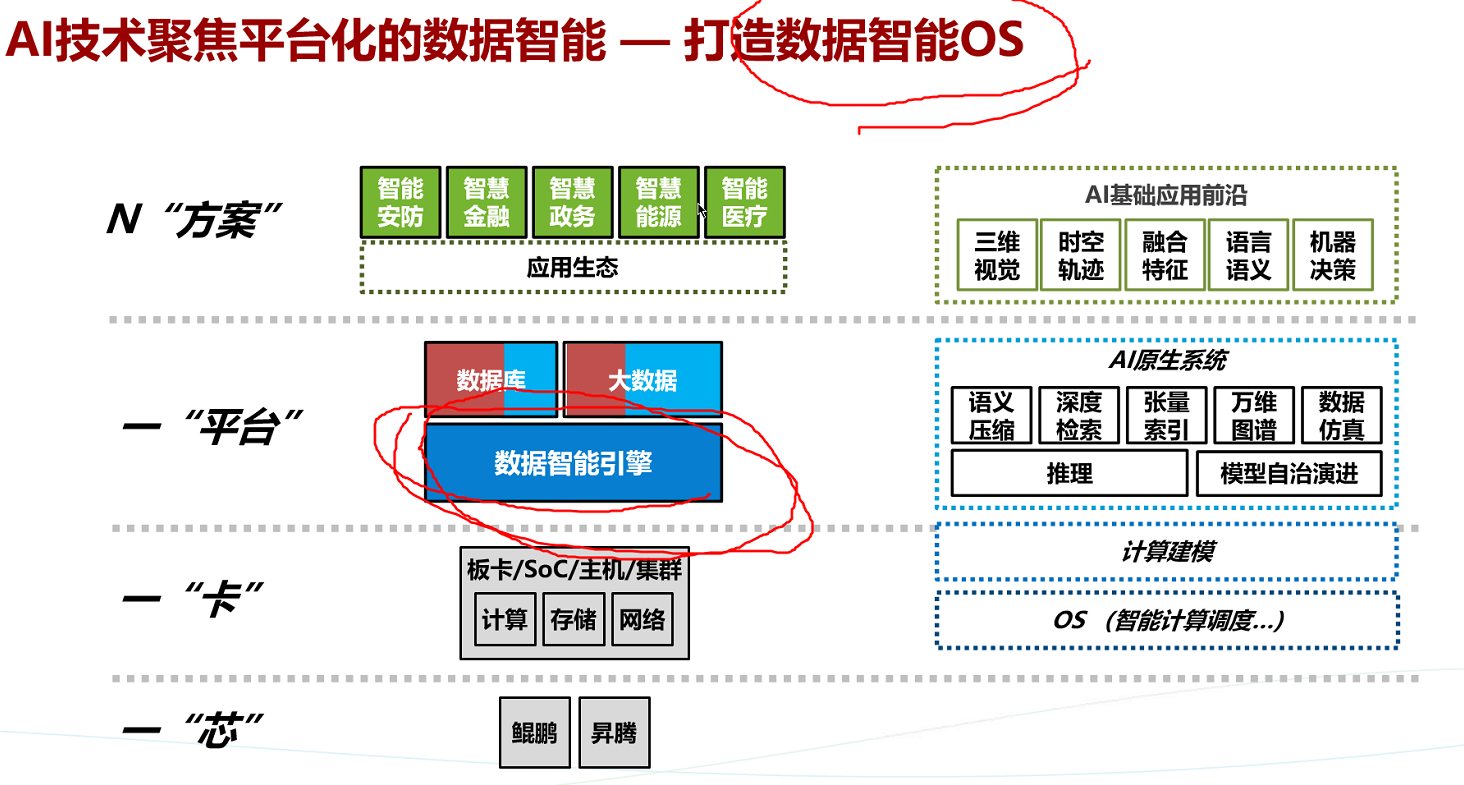 AI技术聚焦平台化的数据智能 — 打造数据智能OS
N “方案”
智能
安防
智慧
金融
智慧
政务
智慧
能源
智能
医疗
应用生态
AI基础应用前沿
三维
视觉
时空
轨迹
融合
特征
语言
语义
机器
决策
一 “平台”
数据库
大数据
数据智能引擎
AI原生系统
语义
压缩
深度
检索
张量
索引
万维
图谱
数据
仿真
推理
模型自治演进
一 “卡”
板卡/SoC/主机/集群
计算
存储
网络
计算建模
OS （智能计算调度...）
一 “芯”
鲲鹏
昇腾